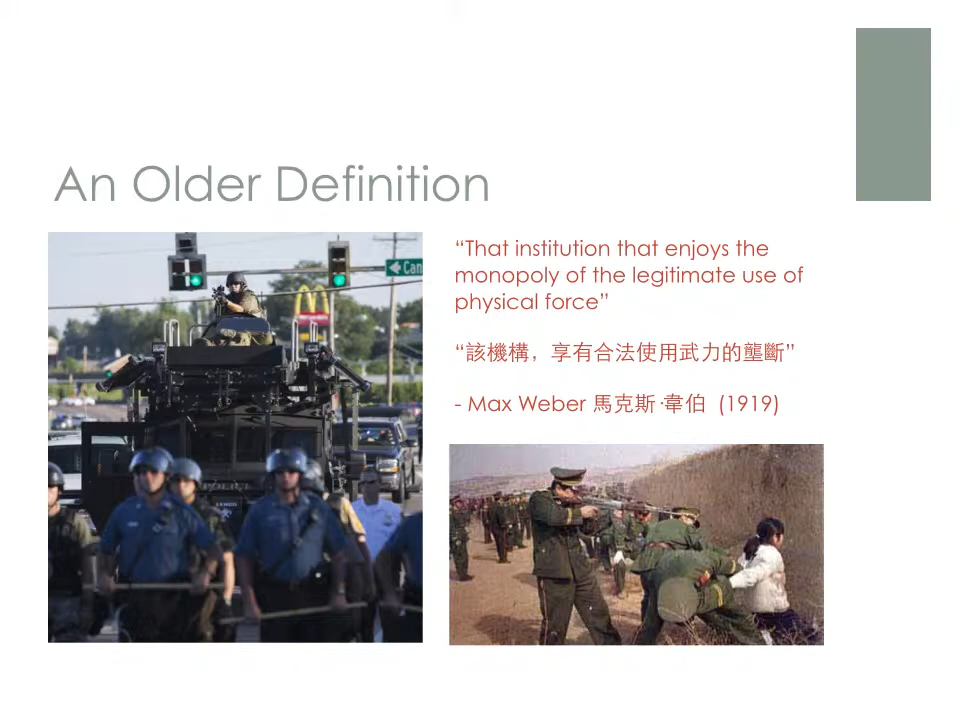 An Older Definition
“That institution that enjoys the
monopoly of the legitimate use of
physical force”
“該機構，享有合法使用武力的壟斷”
- Max Weber 馬克斯·韋伯 (1919)
Can